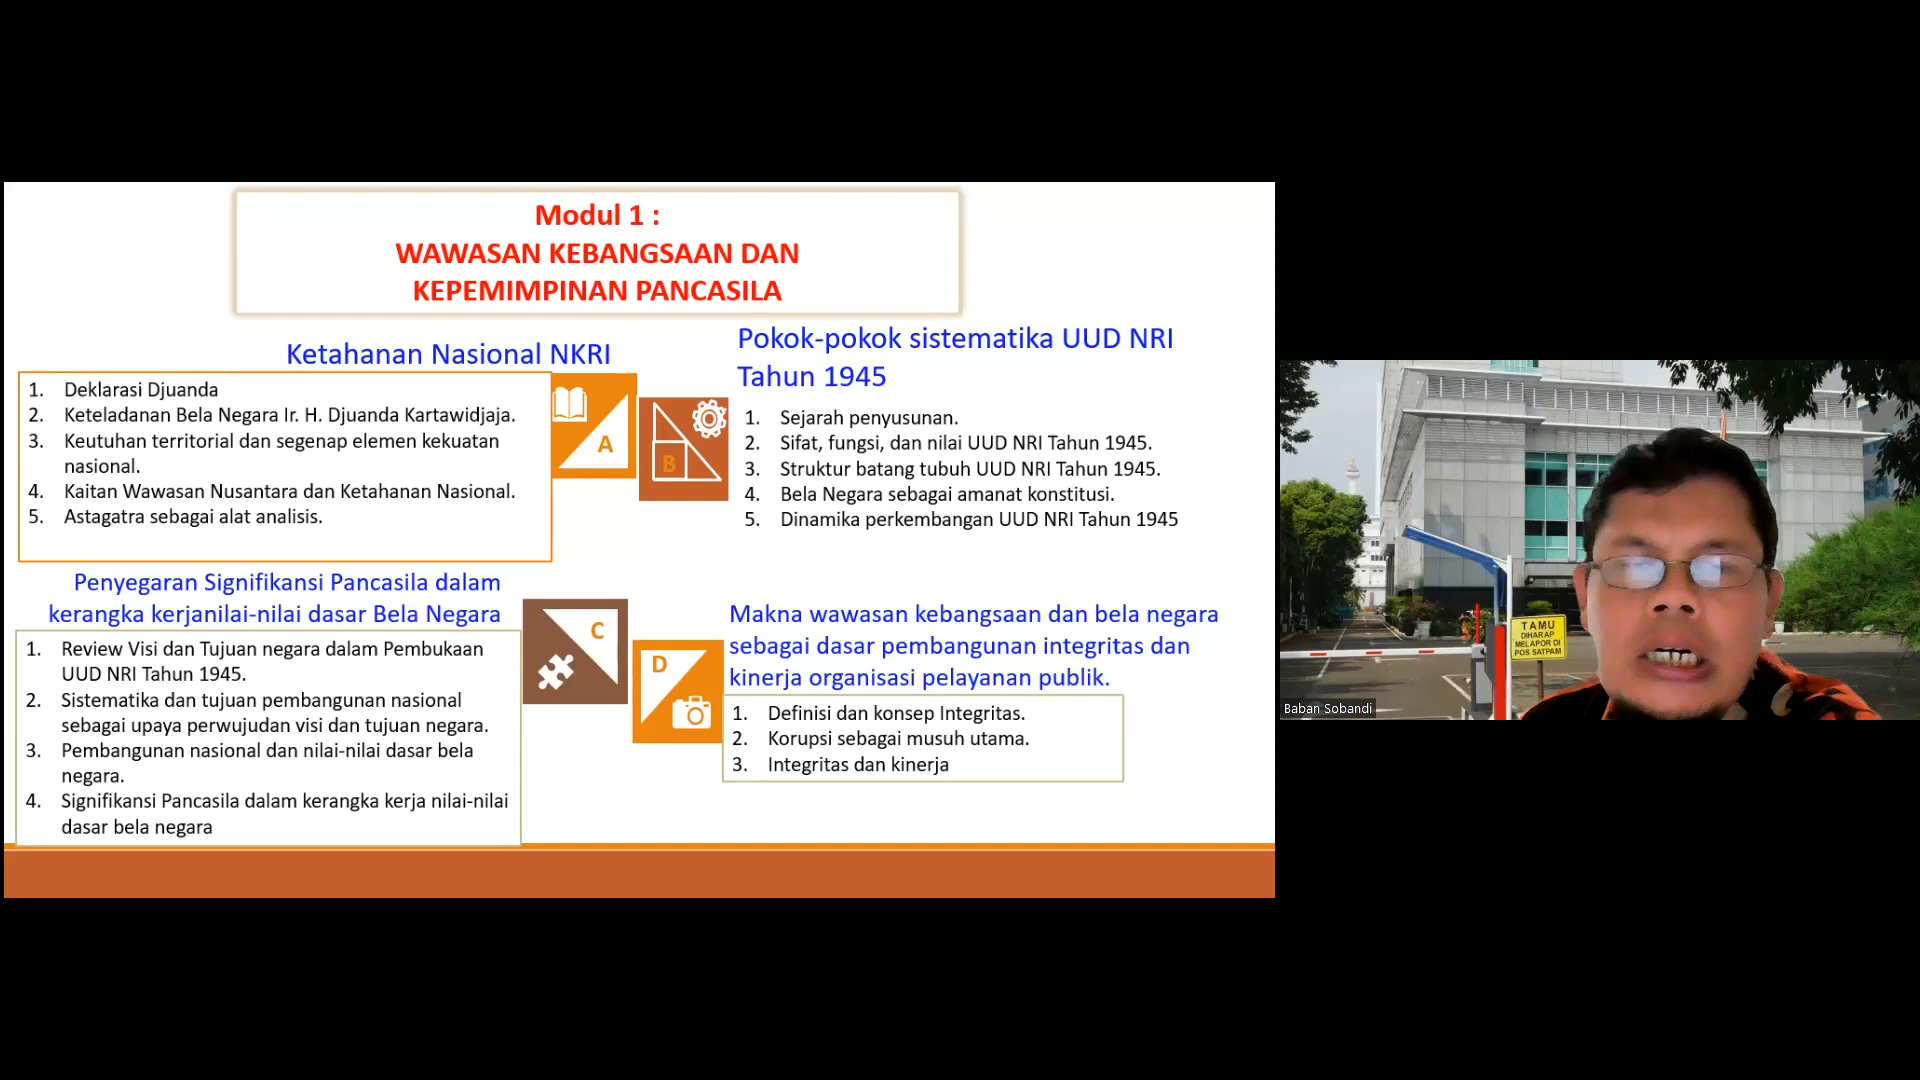 Modul 1 :
WAWASAN KEBANGSAAN DAN
KEPEMIMPINAN PANCASILA
Ketahanan Nasional NKRI
1. Deklarasi Djuanda
2. Keteladanan Bela Negara Ir. H. Djuanda Kartawidjaja.
3. Keutuhan territorial dan segenap elemen kekuatan
nasional.
4. Kaitan Wawasan Nusantara dan Ketahanan Nasional.
5. Astagatra sebagai alat analisis.
A
B
Pokok-pokok sistematika UUD NRI
Tahun 1945
1. Sejarah penyusunan.
2. Sifat, fungsi, dan nilai UUD NRI Tahun 1945.
3. Struktur batang tubuh UUD NRI Tahun 1945.
4. Bela Negara sebagai amanat konstitusi.
5. Dinamika perkembangan UUD NRI Tahun 1945
Penyegaran Signifikansi Pancasila dalam
kerangka kerjanilai-nilai dasar Bela Negara
1. Review Visi dan Tujuan negara dalam Pembukaan
UUD NRI Tahun 1945.
2. Sistematika dan tujuan pembangunan nasional
sebagai upaya perwujudan visi dan tujuan negara.
3. Pembangunan nasional dan nilai-nilai dasar bela
negara.
4. Signifikansi Pancasila dalam kerangka kerja nilai-nilai
dasar bela negara
C
D
Makna wawasan kebangsaan dan bela negara
sebagai dasar pembangunan integritas dan
kinerja organisasi pelayanan publik.
1. Definisi dan konsep Integritas.
2. Korupsi sebagai musuh utama.
3. Integritas dan kinerja
TAMU
DIHARAP
MELAPOR DI
POS SATPAM
Baban Sobandi